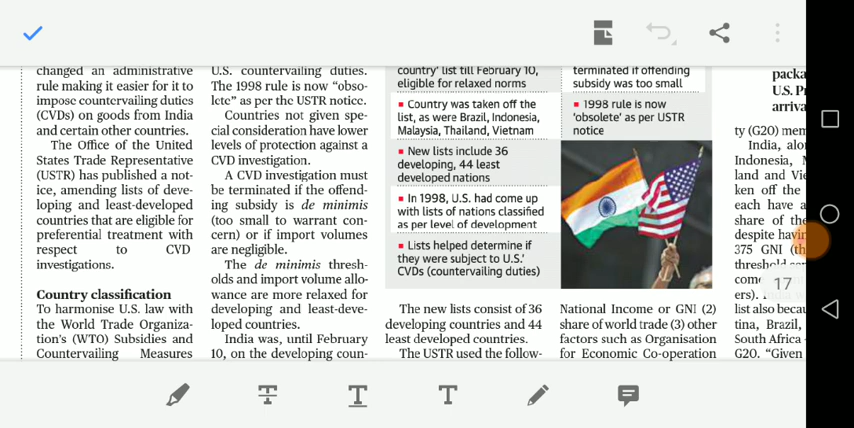 changed an administrative
rule making it easier for it to
impose countervailing duties
(CVDs) on goods from India
and certain other countries.
The Office of the United
States Trade Representative
(USTR) has published a not-
ice, amending lists of deve-
loping and least-developed
countries that are eligible for
preferential treatment with
respect to CVD
investigations.
Country classification
To harmonise U.S. law with
the World Trade Organiza-
tion's (WTO) Subsidies and
Countervailing Measures
U.S. countervailing duties.
The 1998 rule is now "obso-
lete" as per the USTR notice.
Countries not given spe-
cial consideration have lower
levels of protection against a
CVD investigation.
A CVD investigation must
be terminated if the offend-
ing subsidy is de minimis
(too small to warrant con-
cern) or if import volumes
are negligible.
The de minimis thresh-
olds and import volume allo-
wance are more relaxed for
developing and least-deve-
loped countries.
India was, until February
10, on the developing coun-
country' list till February 10,
eligible for relaxed norms
▪ Country was taken off the
list, as were Brazil, Indonesia,
Malaysia, Thailand, Vietnam
▪ New lists include 36
developing, 44 least
developed nations
▪ In 1998, U.S. had come up
with lists of nations classified
as per level of development
▪ Lists helped determine if
they were subject to U.S.'
CVDs (countervailing duties)
terminated if offending
subsidy was too small
▪ 1998 rule is now
'obsolete' as per USTR
notice
The new lists consist of 36
developing countries and 44
least developed countries.
The USTR used the follow-
National Income or GNI (2)
share of world trade (3) other
factors such as Organisation
for Economic Co-operation
packa
U.S. Pr
arriva
ty (G20) mem
India, alon
Indonesia, M
land and Vie
ken off the
each have a
share of the
despite havin
375 GNI (th
threshold
com
ers).
list also becau
tina, Brazil,
South Africa
G20. "Given
17
T
T
T